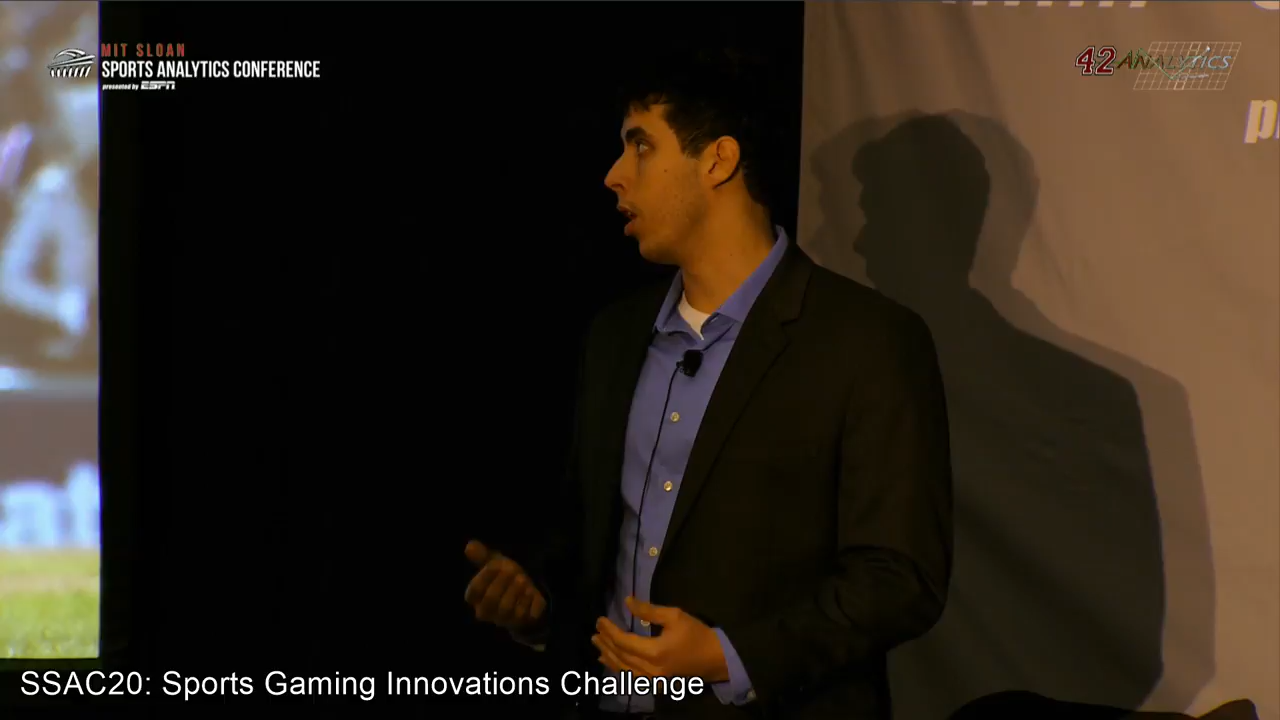 MIT SLOAN
SPORTS ANALYTICS CONFERENCE
presented by ESPN
42 ANALYTICS
SSAC20: Sports Gaming Innovations Challenge